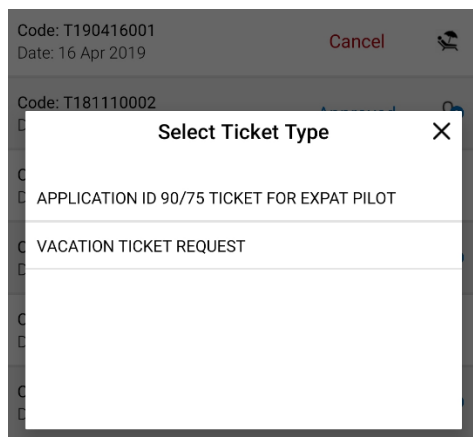 Code: T190416001
Cancel
Date: 16 Apr 2019
Code: T181110002
Select Ticket Type
APPLICATION ID 90/75 TICKET FOR EXPAT PILOT
VACATION TICKET REQUEST